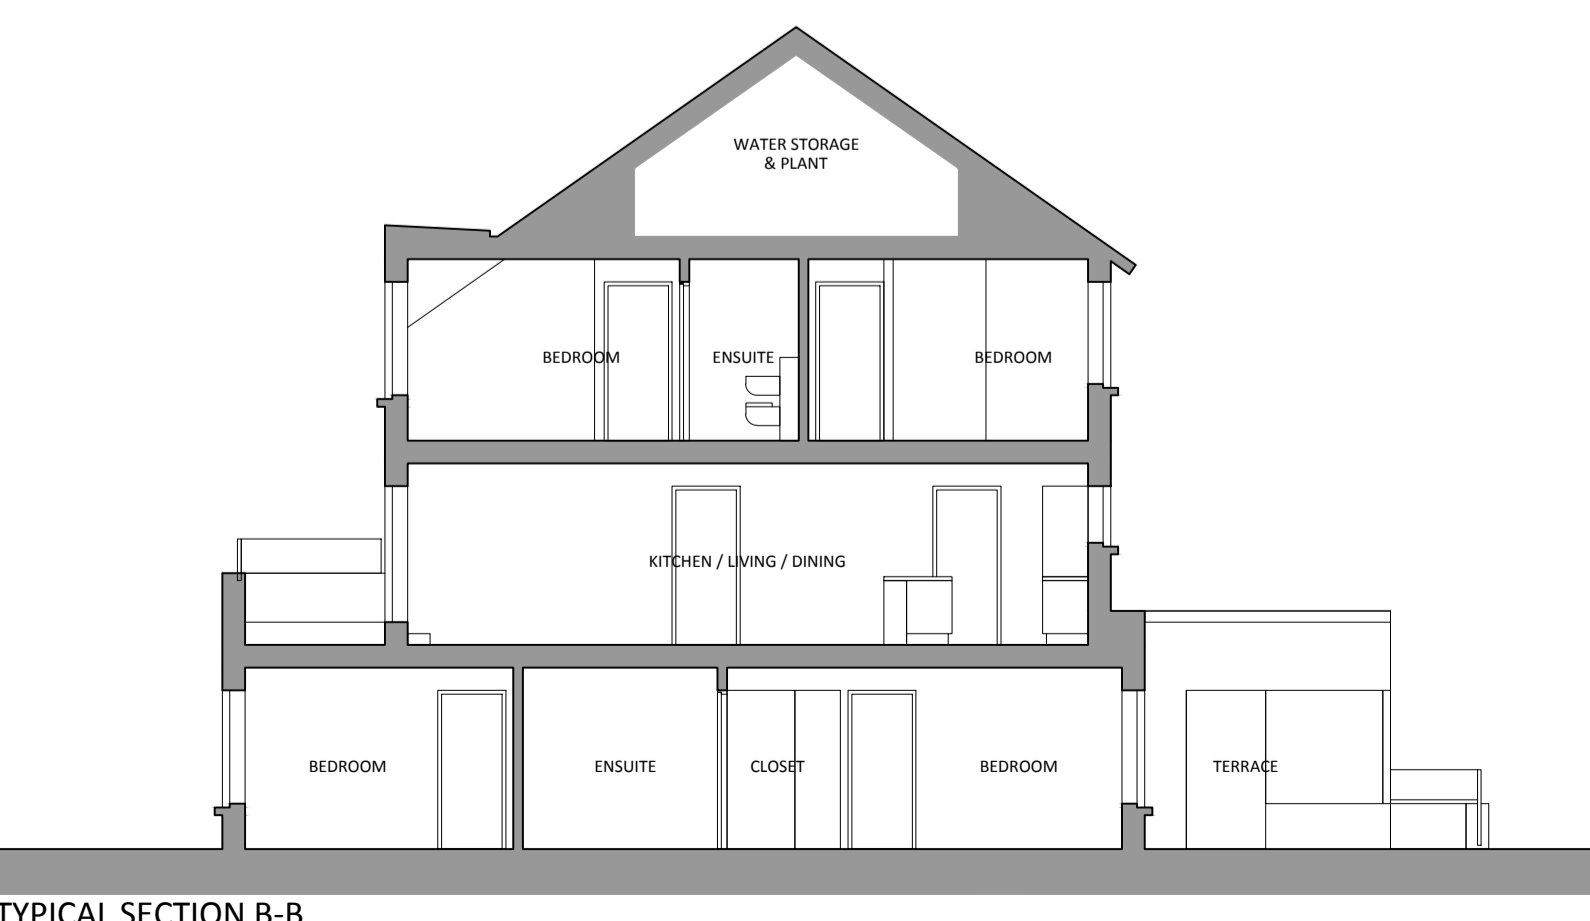 WATER STORAGE
& PLANT
BEDROOM
ENSUITE
BEDROOM
KITCHEN / LIVING / DINING
BEDROOM
ENSUITE
CLOSET
BEDROOM
TERRACE
TYPICAL SECTION B-B